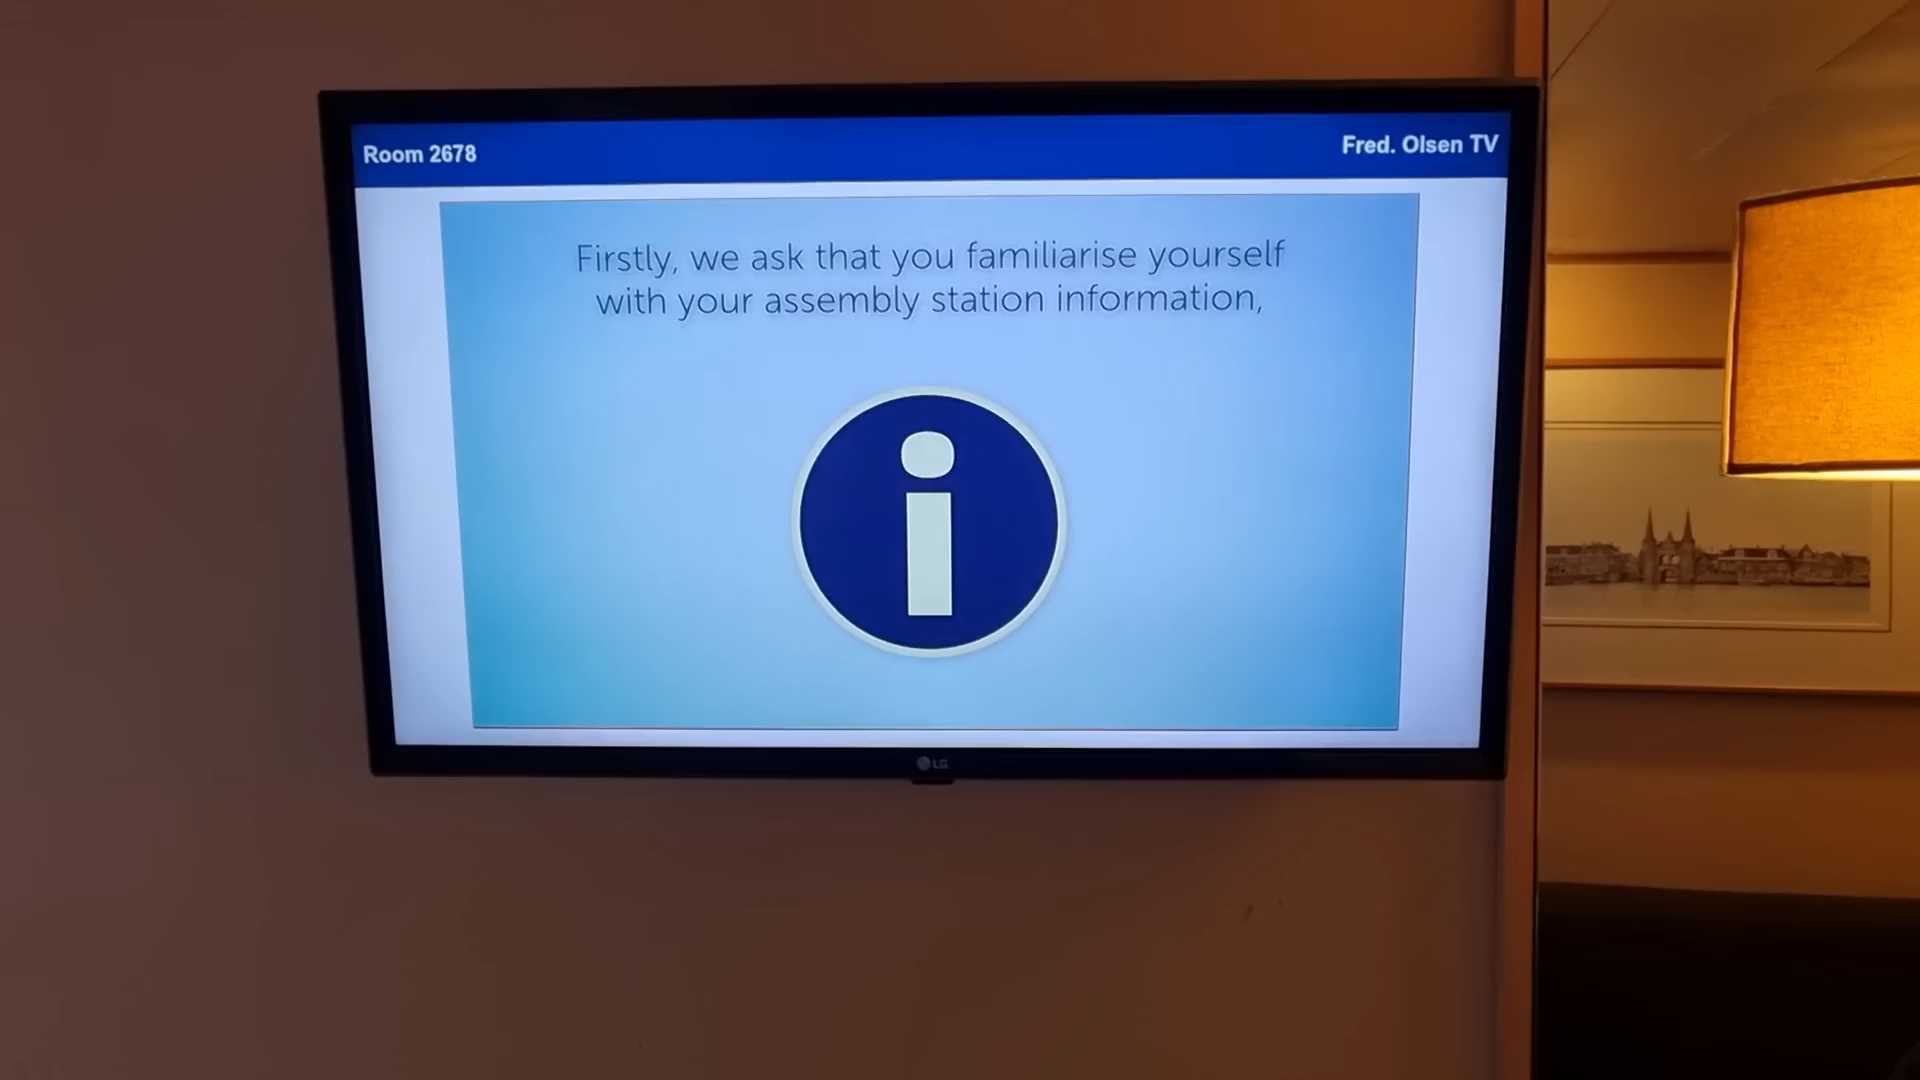 Room 2678
Fred. Olsen TV
Firstly, we ask that you familiarise yourself
with your assembly station information,
i
LG